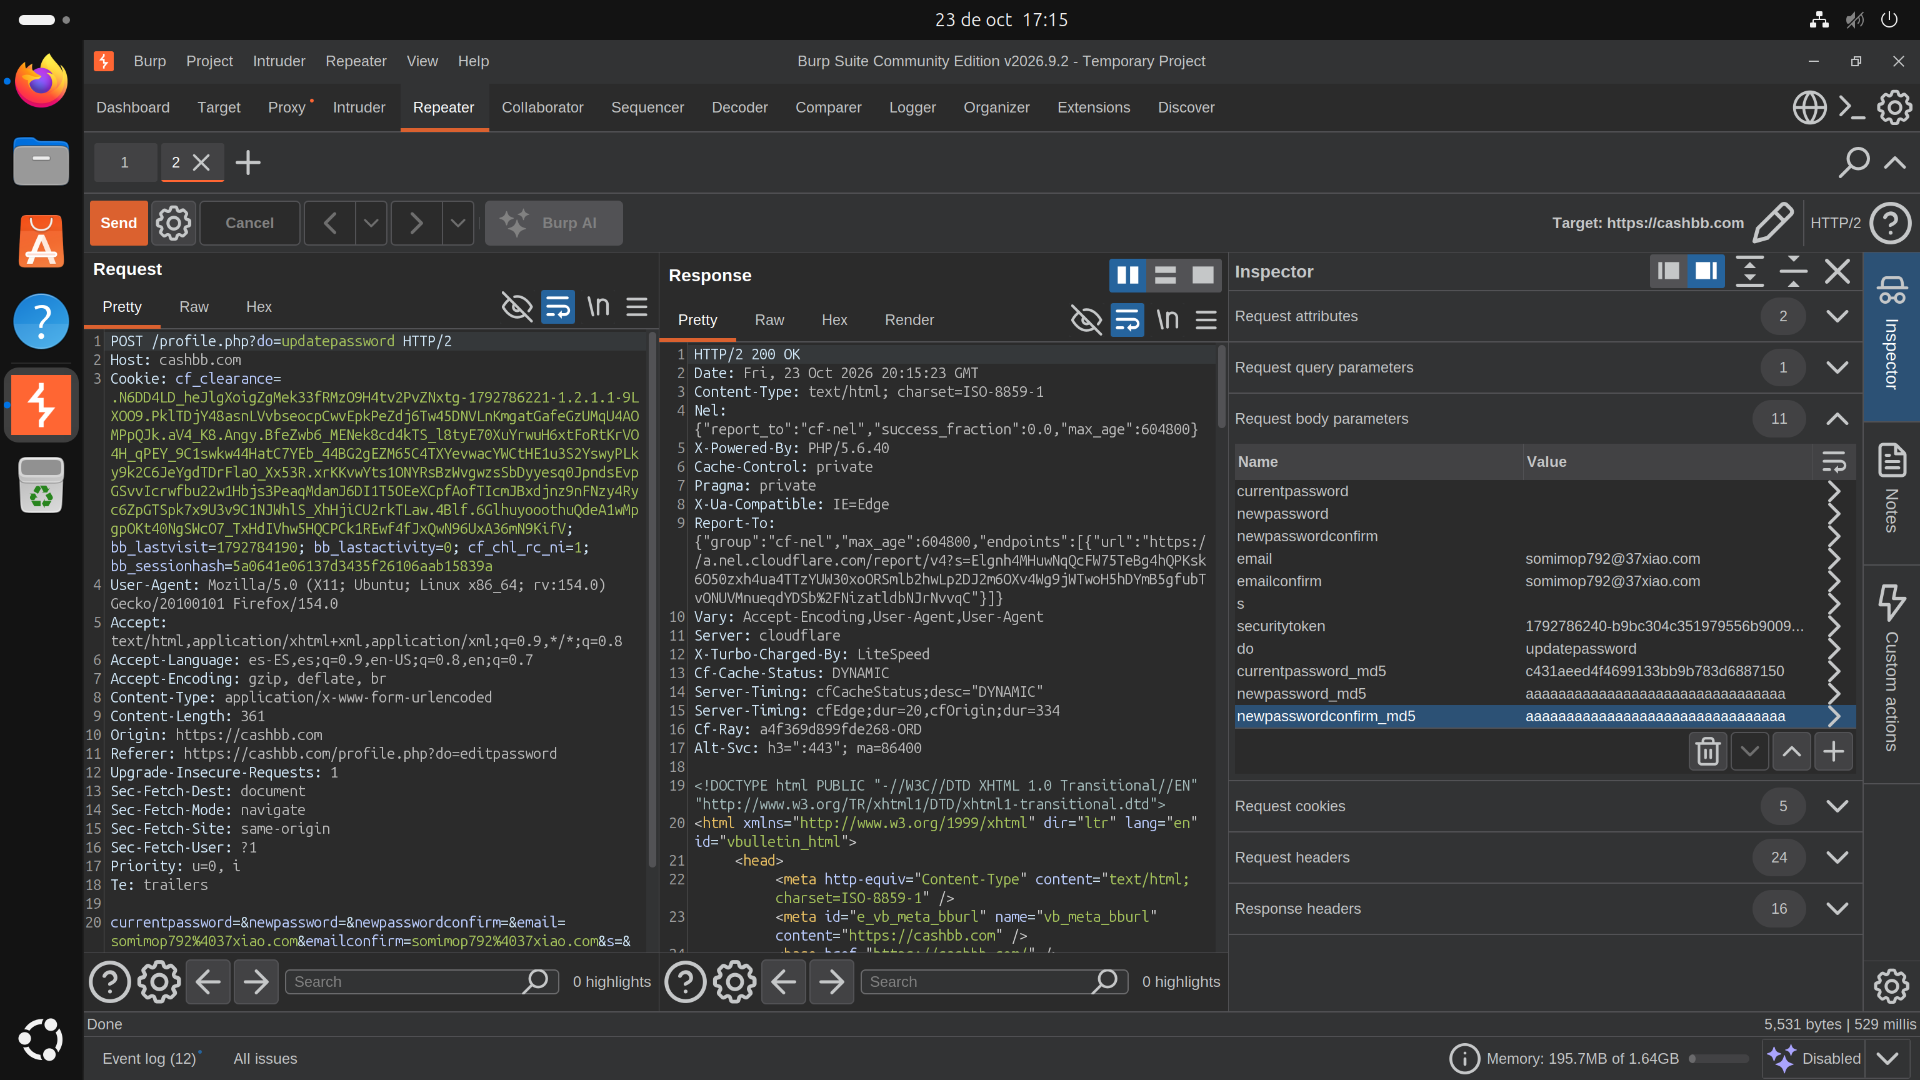 23 de oct 17:15
Burp Project Intruder Repeater View Help
Burp Suite Community Edition v2026.9.2 - Temporary Project
Dashboard Target Proxy Intruder Repeater Collaborator Sequencer Decoder Comparer Logger Organizer Extensions Discover
1 2
Send Cancel Burp AI
Target: https://cashbb.com HTTP/2
Request
Pretty Raw Hex
\n
1 POST /profile.php?do=updatepassword HTTP/2
2 Host: cashbb.com
3 Cookie: cf_clearance=
bb_lastvisit=1792784190; bb_lastactivity=0; cf_chl_rc_ni=1;
bb_sessionhash=5a0641e06137d3435f26106aab15839a
4 User-Agent: Mozilla/5.0 (X11; Ubuntu; Linux x86_64; rv:154.0)
Gecko/20100101 Firefox/154.0
5 Accept:
text/html,application/xhtml+xml,application/xml;q=0.9,*/*;q=0.8
6 Accept-Language: es-ES,es;q=0.9,en-US;q=0.8,en;q=0.7
7 Accept-Encoding: gzip, deflate, br
8 Content-Type: application/x-www-form-urlencoded
9 Content-Length: 361
10 Origin: https://cashbb.com
11 Referer: https://cashbb.com/profile.php?do=editpassword
12 Upgrade-Insecure-Requests: 1
13 Sec-Fetch-Dest: document
14 Sec-Fetch-Mode: navigate
15 Sec-Fetch-Site: same-origin
16 Sec-Fetch-User: ?1
17 Priority: u=0, i
18 Te: trailers
19
20 currentpassword=&newpassword=&newpasswordconfirm=&email=
somimop792%4037xiao.com&emailconfirm=somimop792%4037xiao.com&s=&
Search 0 highlights
Response
Pretty Raw Hex Render
\n
1 HTTP/2 200 OK
2 Date: Fri, 23 Oct 2026 20:15:23 GMT
3 Content-Type: text/html; charset=ISO-8859-1
4 Nel:
{"report_to":"cf-nel","success_fraction":0.0,"max_age":604800}
5 X-Powered-By: PHP/5.6.40
6 Cache-Control: private
7 Pragma: private
8 X-Ua-Compatible: IE=Edge
9 Report-To:
{"group":"cf-nel","max_age":604800,"endpoints":[{"url":"https:/
10 Vary: Accept-Encoding,User-Agent,User-Agent
11 Server: cloudflare
12 X-Turbo-Charged-By: LiteSpeed
13 Cf-Cache-Status: DYNAMIC
14 Server-Timing: cfCacheStatus;desc="DYNAMIC"
15 Server-Timing: cfEdge;dur=20,cfOrigin;dur=334
16 Cf-Ray: a4f369d899fde268-ORD
17 Alt-Svc: h3=":443"; ma=86400
18
19 <!DOCTYPE html PUBLIC "-//W3C//DTD XHTML 1.0 Transitional//EN"
"http://www.w3.org/TR/xhtml1/DTD/xhtml1-transitional.dtd">
20 <html xmlns="http://www.w3.org/1999/xhtml" dir="ltr" lang="en"
id="vbulletin_html">
21 <head>
22 <meta http-equiv="Content-Type" content="text/html;
charset=ISO-8859-1" />
23 <meta id="e_vb_meta_bburl" name="vb_meta_bburl"
content="https://cashbb.com" />
Search 0 highlights
Inspector
Request attributes 2
Request query parameters 1
Request body parameters 11
Name Value
currentpassword
newpassword
newpasswordconfirm
email somimop792@37xiao.com
emailconfirm somimop792@37xiao.com
s
securitytoken 1792786240-b9bc304c351979556b9009...
do updatepassword
currentpassword_md5 c431aeed4f4699133bb9b783d6887150
newpassword_md5 aaaaaaaaaaaaaaaaaaaaaaaaaaaaaaaa
newpasswordconfirm_md5 aaaaaaaaaaaaaaaaaaaaaaaaaaaaaaaa
Request cookies 5
Request headers 24
Response headers 16
Inspector
Notes
Custom actions
Done
5,531 bytes | 529 millis
Event log (12) All issues
Memory: 195.7MB of 1.64GB
Disabled